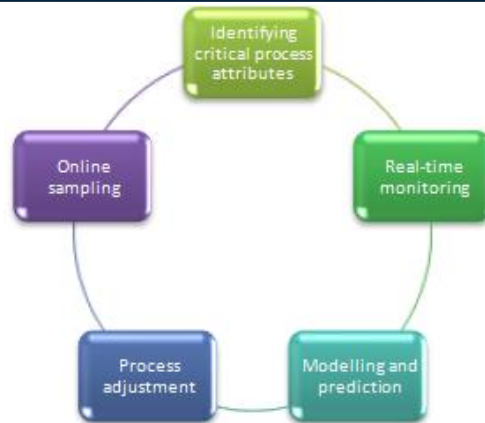 Identifying
critical process
attributes
Real-time
monitoring
Modelling and
prediction
Process
adjustment
Online
sampling